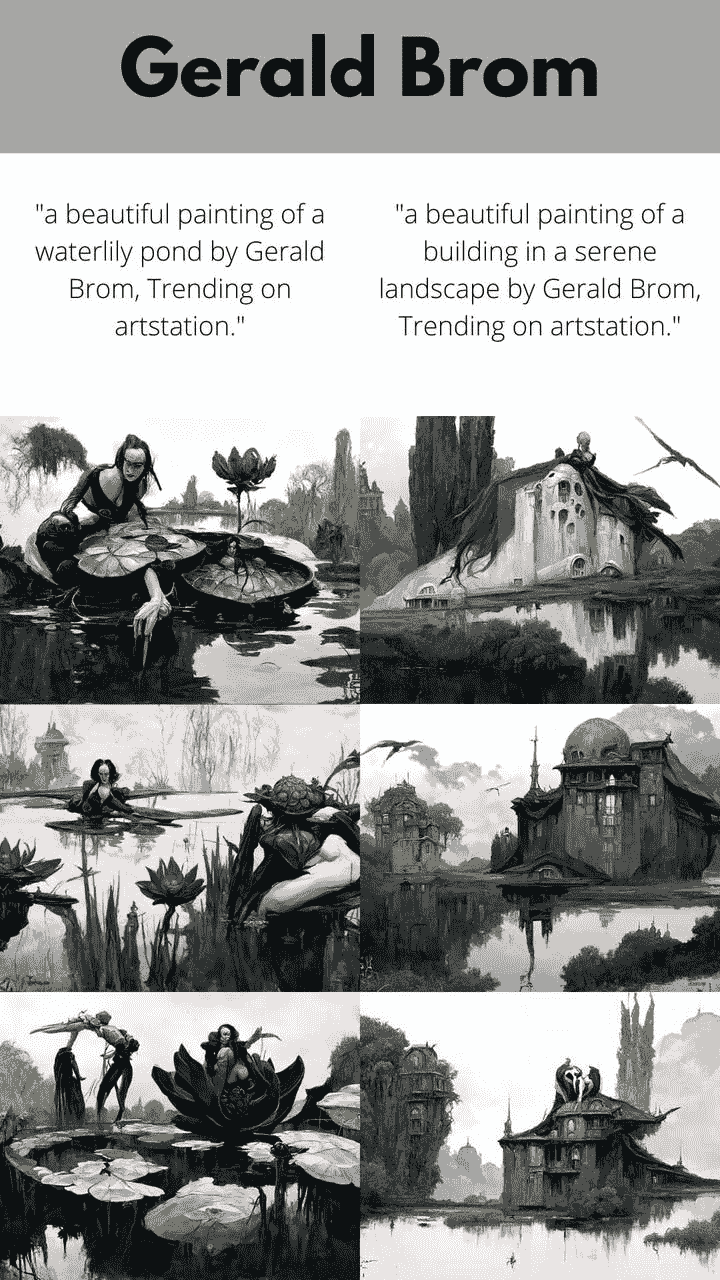 Gerald Brom
"a beautiful painting of a
waterlily pond by Gerald
Brom, Trending on
artstation."
"a beautiful painting of a
building in a serene
landscape by Gerald Brom,
Trending on artstation."